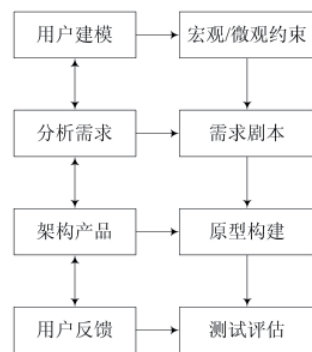 用户建模
宏观/微观约束
分析需求
需求剧本
架构产品
原型构建
用户反馈
测试评估